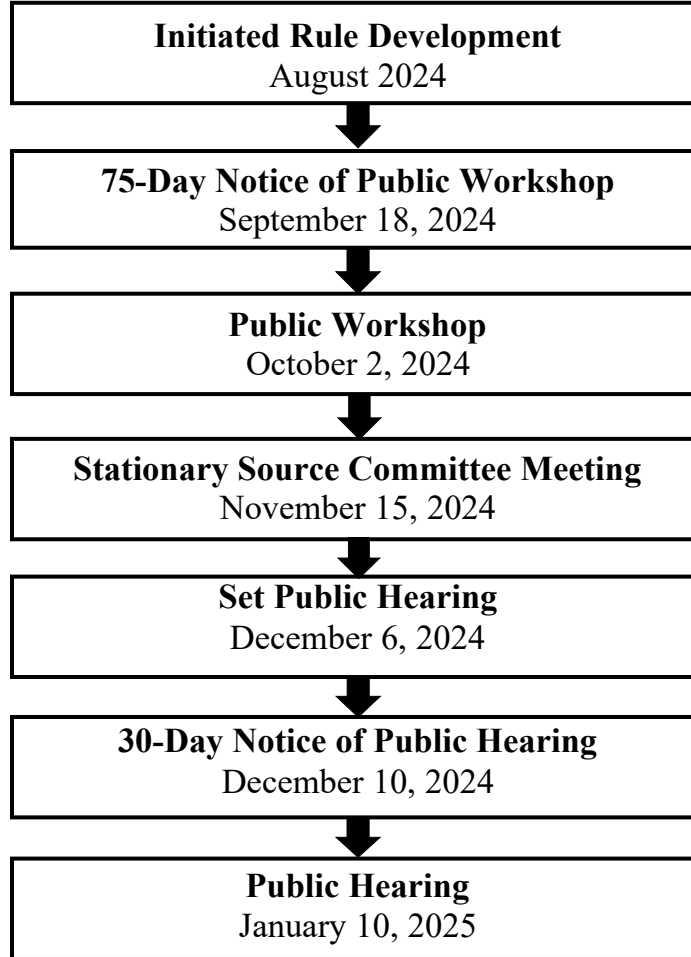 Initiated Rule Development
August 2024
75-Day Notice of Public Workshop
September 18, 2024
Public Workshop
October 2, 2024
Stationary Source Committee Meeting
November 15, 2024
Set Public Hearing
December 6, 2024
30-Day Notice of Public Hearing
December 10, 2024
Public Hearing
January 10, 2025